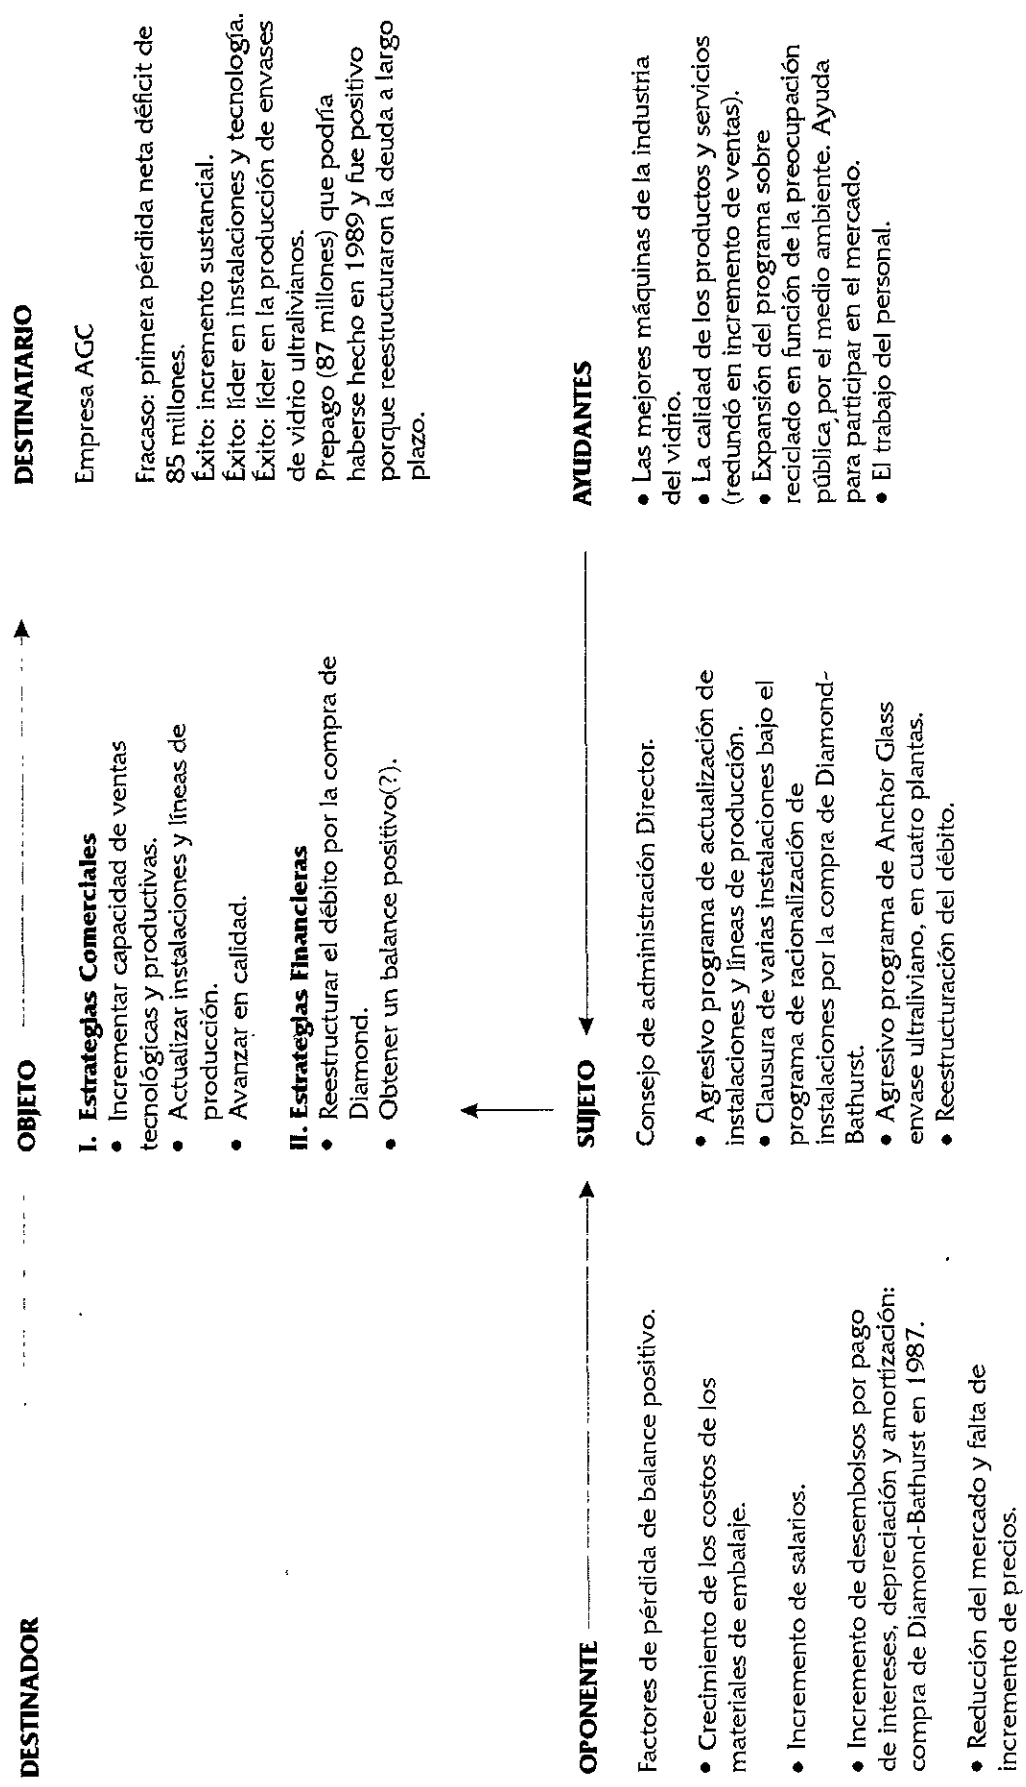 DESTINADOR
OBJETO
I. Estrategias Comerciales
• Incrementar capacidad de ventas
tecnológicas y productivas.
• Actualizar instalaciones y líneas de
producción.
• Avanzar en calidad.
II. Estrategias Financieras
• Reestructurar el débito por la compra de
Diamond.
• Obtener un balance positivo(?).
DESTINATARIO
Empresa AGC
Fracaso: primera pérdida neta déficit de
85 millones.
Éxito: incremento sustancial.
Éxito: líder en instalaciones y tecnología.
Éxito: líder en la producción de envases
de vidrio ultralivianos.
Prepago (87 millones) que podría
haberse hecho en 1989 y fue positivo
porque reestructuraron la deuda a largo
plazo.
OPONENTE
Factores de pérdida de balance positivo.
• Crecimiento de los costos de los
materiales de embalaje.
• Incremento de salarios.
• Incremento de desembolsos por pago
de intereses, depreciación y amortización:
compra de Diamond-Bathurst en 1987.
• Reducción del mercado y falta de
incremento de precios.
SUJETO
Consejo de administración Director.
• Agresivo programa de actualización de
instalaciones y líneas de producción.
• Clausura de varias instalaciones bajo el
programa de racionalización de
instalaciones por la compra de Diamond-
Bathurst.
• Agresivo programa de Anchor Glass
envase ultraliviano, en cuatro plantas.
• Reestructuración del débito.
AYUDANTES
• Las mejores máquinas de la industria
del vidrio.
• La calidad de los productos y servicios
(redundó en incremento de ventas).
• Expansión del programa sobre
reciclado en función de la preocupación
pública por el medio ambiente. Ayuda
para participar en el mercado.
• El trabajo del personal.